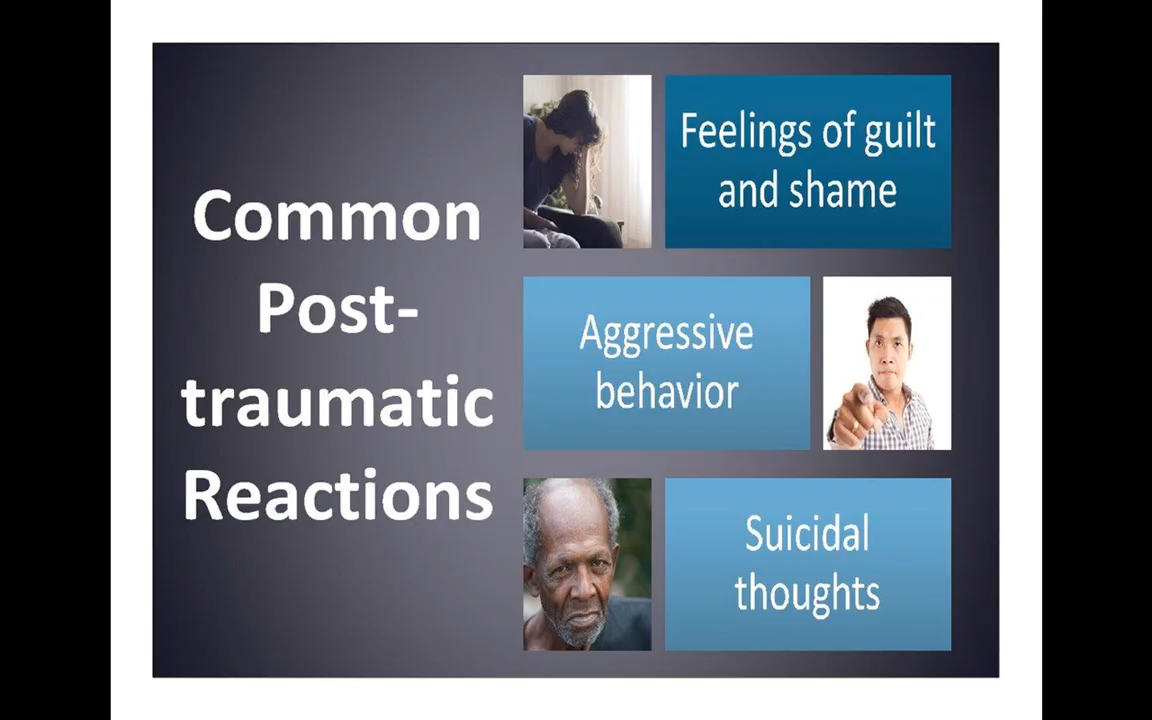 Common
Post-
traumatic
Reactions
Feelings of guilt
and shame
Aggressive
behavior
Suicidal
thoughts